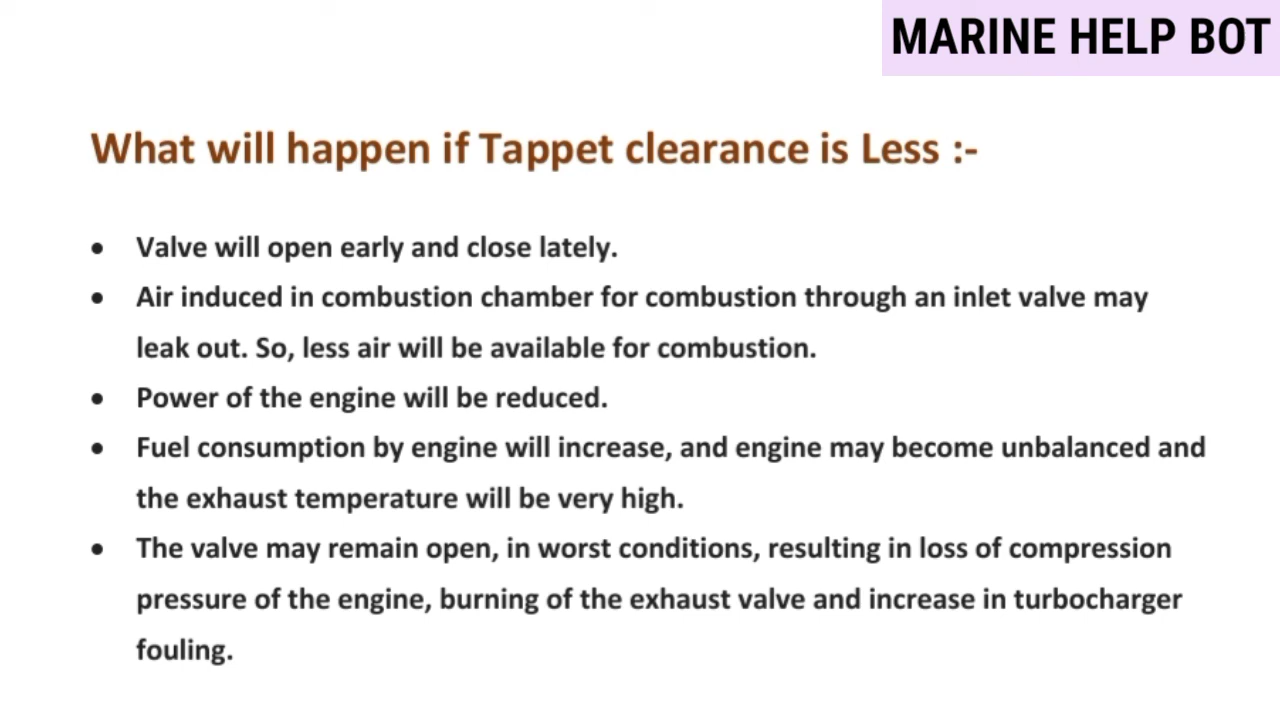 MARINE HELP BOT
What will happen if Tappet clearance is Less :-
• Valve will open early and close lately.
• Air induced in combustion chamber for combustion through an inlet valve may
leak out. So, less air will be available for combustion.
• Power of the engine will be reduced.
• Fuel consumption by engine will increase, and engine may become unbalanced and
the exhaust temperature will be very high.
• The valve may remain open, in worst conditions, resulting in loss of compression
pressure of the engine, burning of the exhaust valve and increase in turbocharger
fouling.